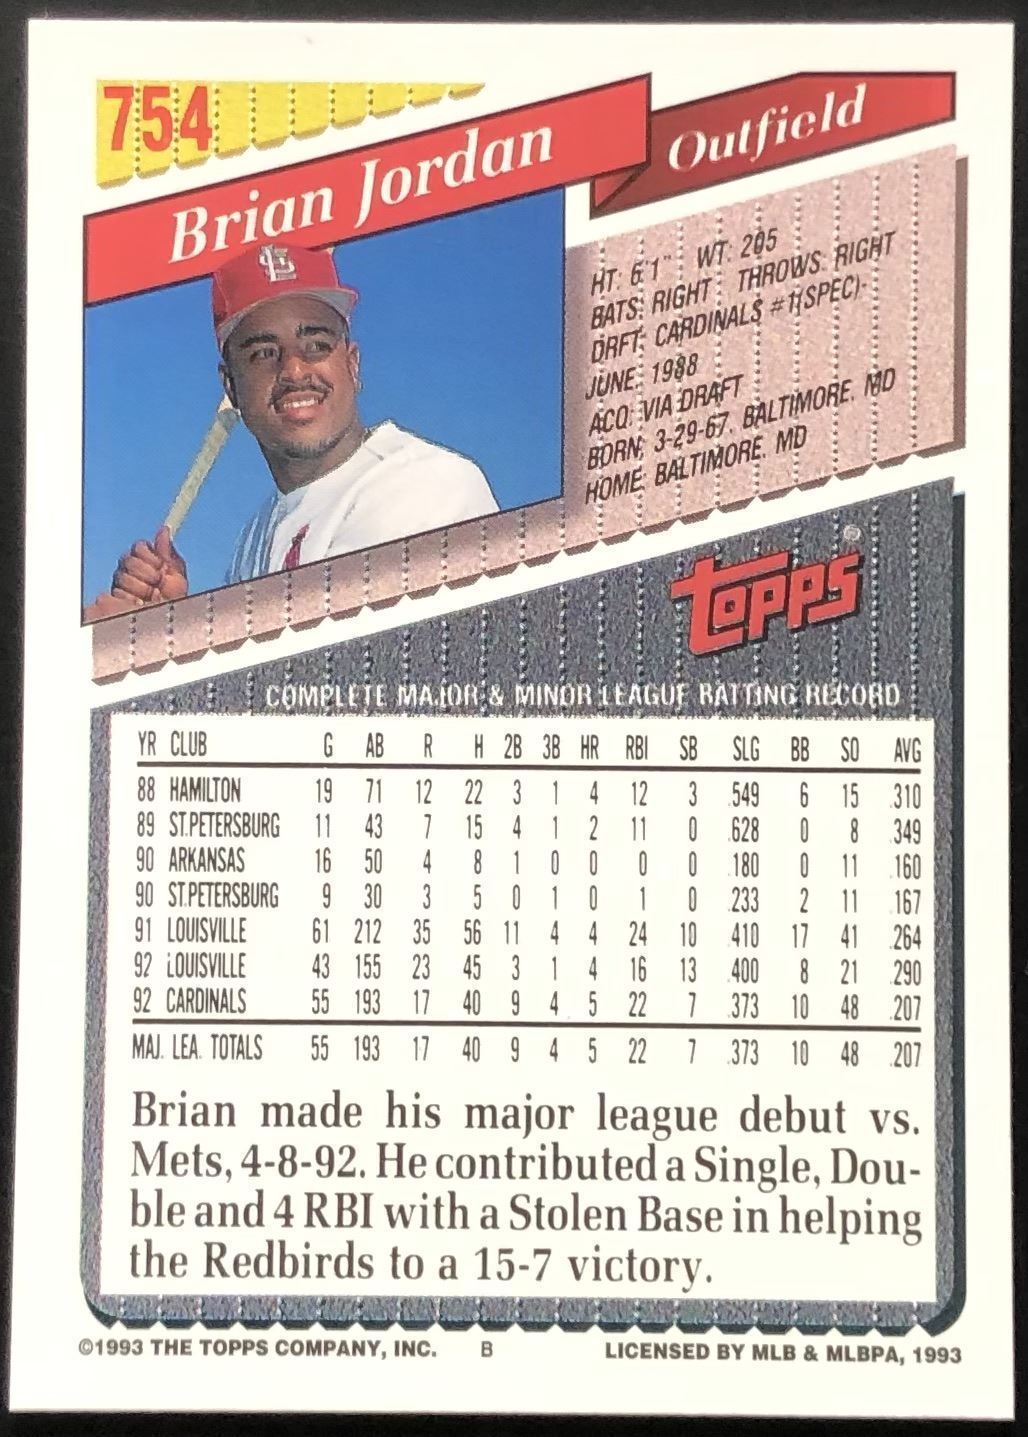 754
Brian Jordan
Outfield
HT: 6'1" WT: 205
BATS: RIGHT THROWS: RIGHT
DRFT: CARDINALS #1(SPEC)-
JUNE, 1988
ACQ: VIA DRAFT
BORN: 3-29-67, BALTIMORE, MD
HOME: BALTIMORE, MD
TOPPS
COMPLETE MAJOR & MINOR LEAGUE BATTING RECORD
YR CLUB G AB R H 2B 3B HR RBI SB SLG BB SO AVG
88 HAMILTON 19 71 12 22 3 1 4 12 3 .549 6 15 .310
89 ST.PETERSBURG 11 43 7 15 4 1 2 11 0 .628 0 8 .349
90 ARKANSAS 16 50 4 8 1 0 0 0 0 .180 0 11 .160
90 ST.PETERSBURG 9 30 3 5 0 1 0 1 0 .233 2 11 .167
91 LOUISVILLE 61 212 35 56 11 4 4 24 10 .410 17 41 .264
92 LOUISVILLE 43 155 23 45 3 1 4 16 13 .400 8 21 .290
92 CARDINALS 55 193 17 40 9 4 5 22 7 .373 10 48 .207
MAJ. LEA. TOTALS 55 193 17 40 9 4 5 22 7 .373 10 48 .207
Brian made his major league debut vs.
Mets, 4-8-92. He contributed a Single, Dou-
ble and 4 RBI with a Stolen Base in helping
the Redbirds to a 15-7 victory.
©1993 THE TOPPS COMPANY, INC. B LICENSED BY MLB & MLBPA, 1993